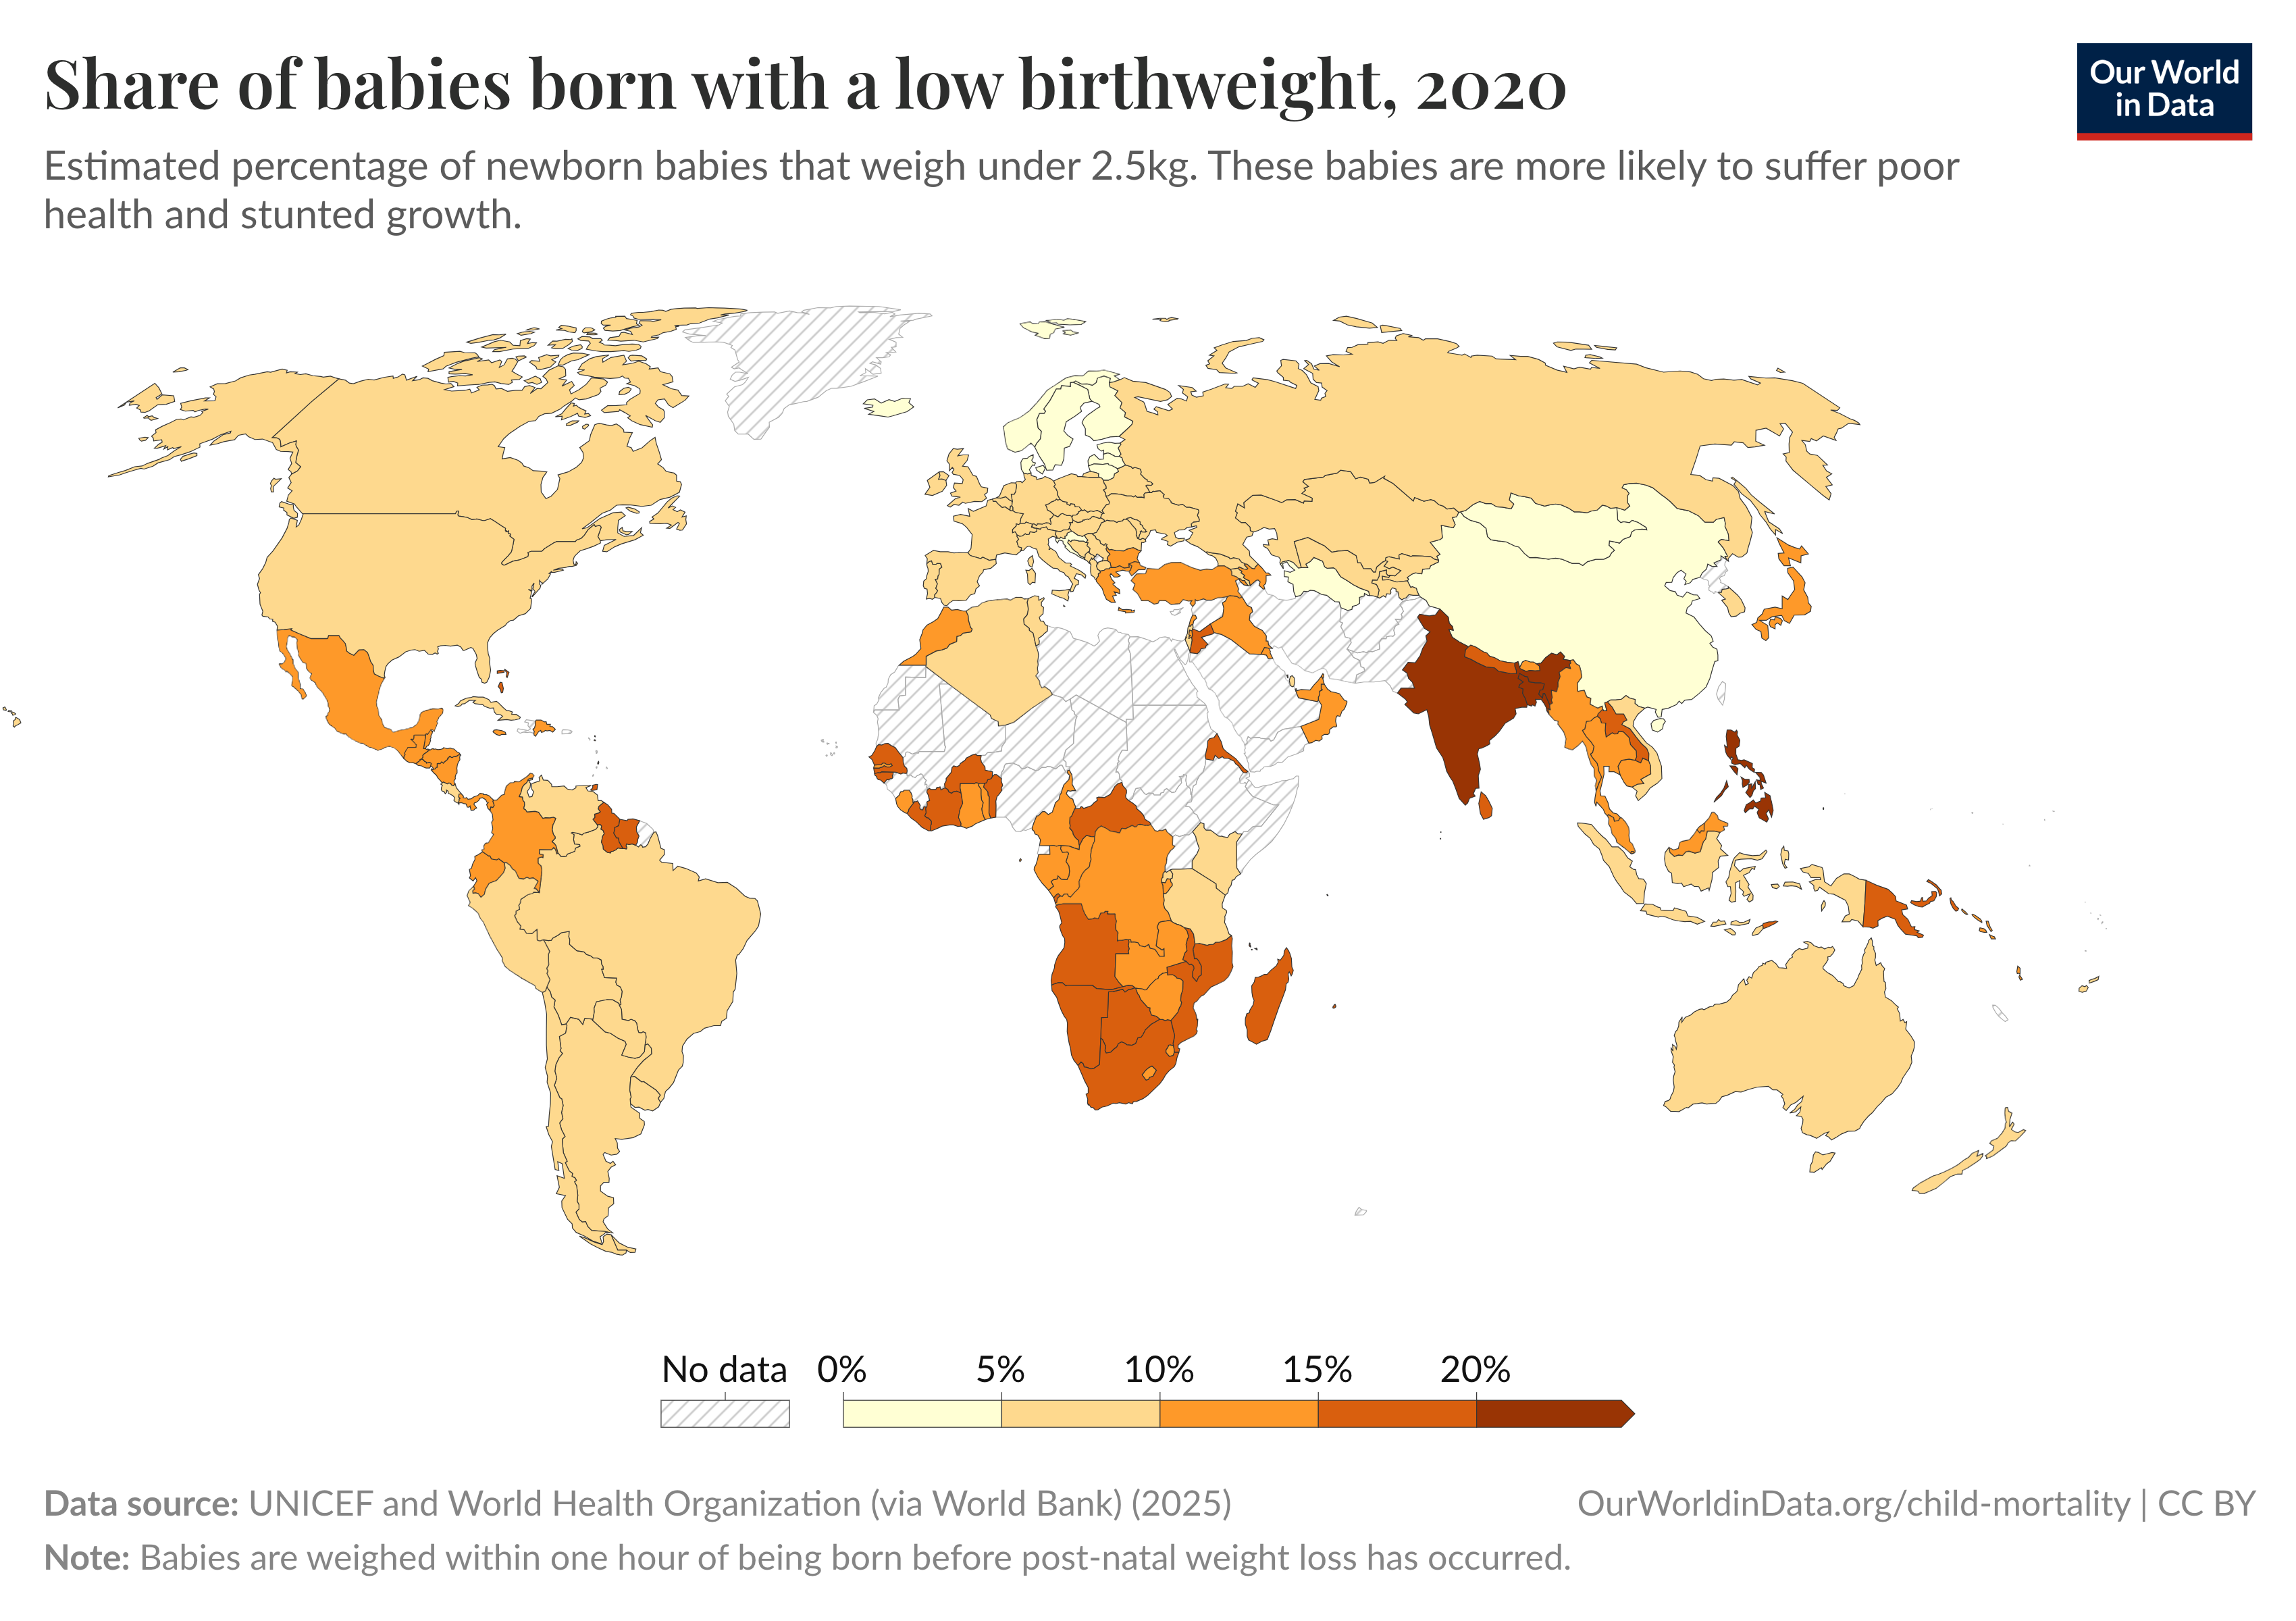 Share of babies born with a low birthweight, 2020
Our World
in Data
Estimated percentage of newborn babies that weigh under 2.5kg. These babies are more likely to suffer poor
health and stunted growth.
No data 0% 5% 10% 15% 20%
Data source: UNICEF and World Health Organization (via World Bank) (2025)
OurWorldinData.org/child-mortality | CC BY
Note: Babies are weighed within one hour of being born before post-natal weight loss has occurred.